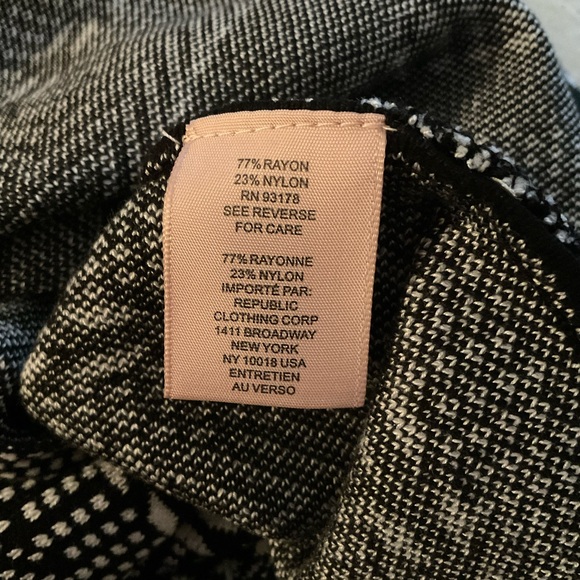 77% RAYON
23% NYLON
RN 93178
SEE REVERSE
FOR CARE
77% RAYONNE
23% NYLON
IMPORTÉ PAR:
REPUBLIC
CLOTHING CORP
1411 BROADWAY
NEW YORK
NY 10018 USA
ENTRETIEN
AU VERSO